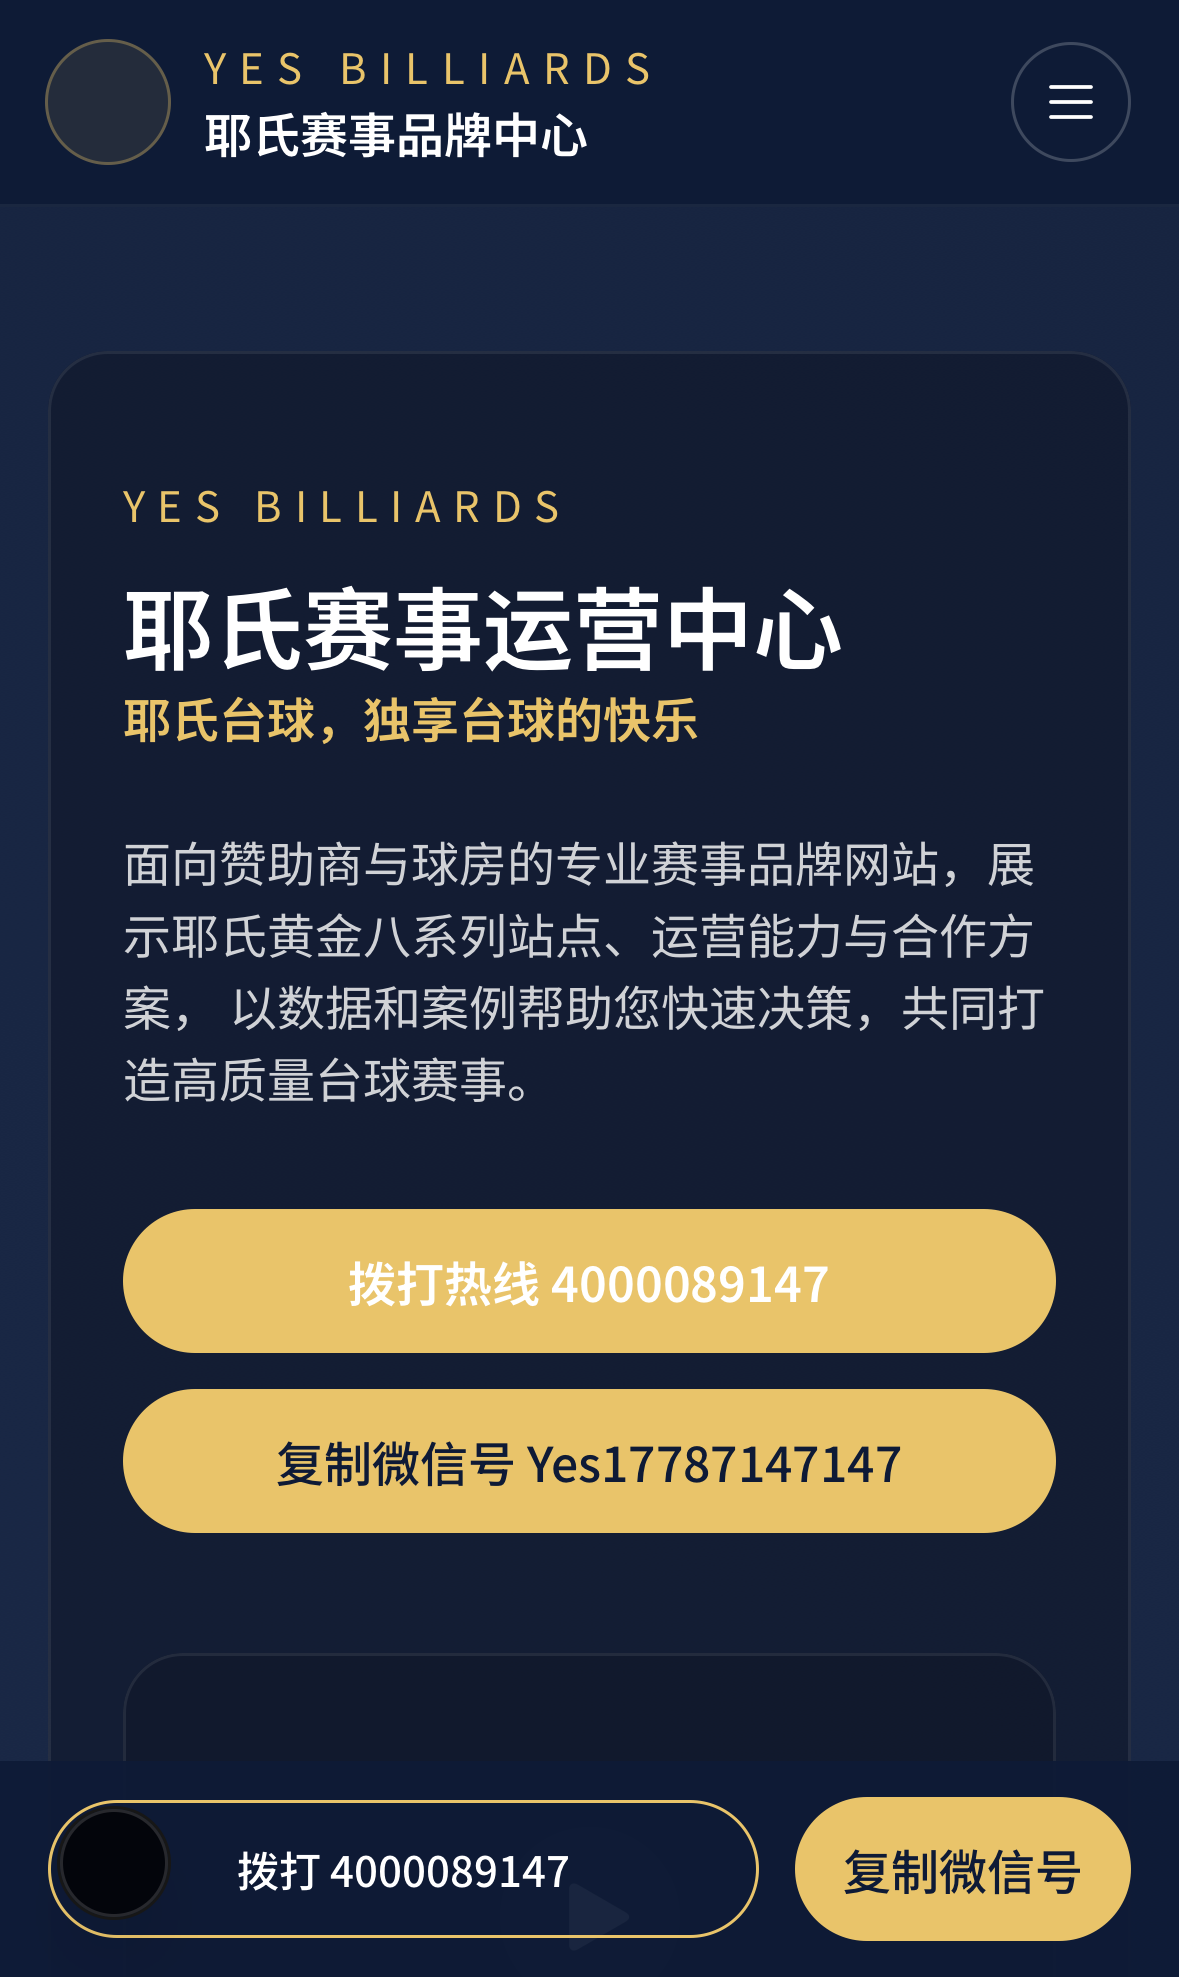 YES BILLIARDS
耶氏赛事品牌中心
YES BILLIARDS
耶氏赛事运营中心
耶氏台球，独享台球的快乐
面向赞助商与球房的专业赛事品牌网站，展
示耶氏黄金八系列站点、运营能力与合作方
案， 以数据和案例帮助您快速决策，共同打
造高质量台球赛事。
拨打热线 4000089147
复制微信号 Yes17787147147
拨打 4000089147
复制微信号